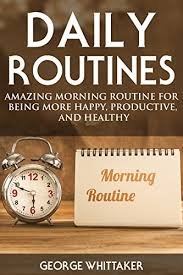 DAILY
ROUTINES
AMAZING MORNING ROUTINE FOR
BEING MORE HAPPY, PRODUCTIVE,
AND HEALTHY
Morning
Routine
GEORGE WHITTAKER